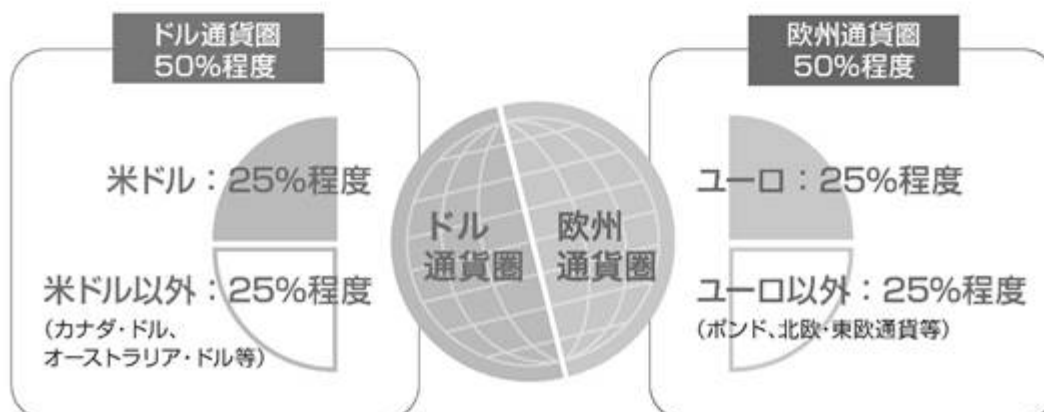 ドル通貨圏
50%程度
米ドル：25%程度
米ドル以外：25%程度
(カナダ・ドル、
オーストラリア・ドル等)
ドル
通貨圏
欧州
通貨圏
欧州通貨圏
50%程度
ユーロ：25%程度
ユーロ以外：25%程度
(ポンド、北欧・東欧通貨等)